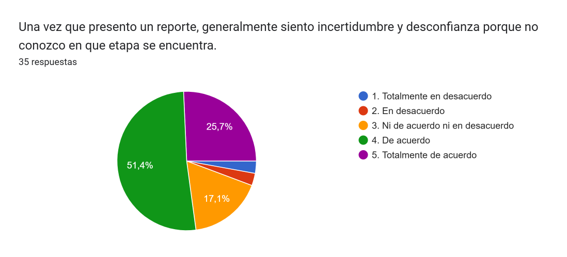 Una vez que presento un reporte, generalmente siento incertidumbre y desconfianza porque no
conozco en que etapa se encuentra.
35 respuestas
1. Totalmente en desacuerdo
2. En desacuerdo
3. Ni de acuerdo ni en desacuerdo
4. De acuerdo
5. Totalmente de acuerdo
25,7%
51,4%
17,1%